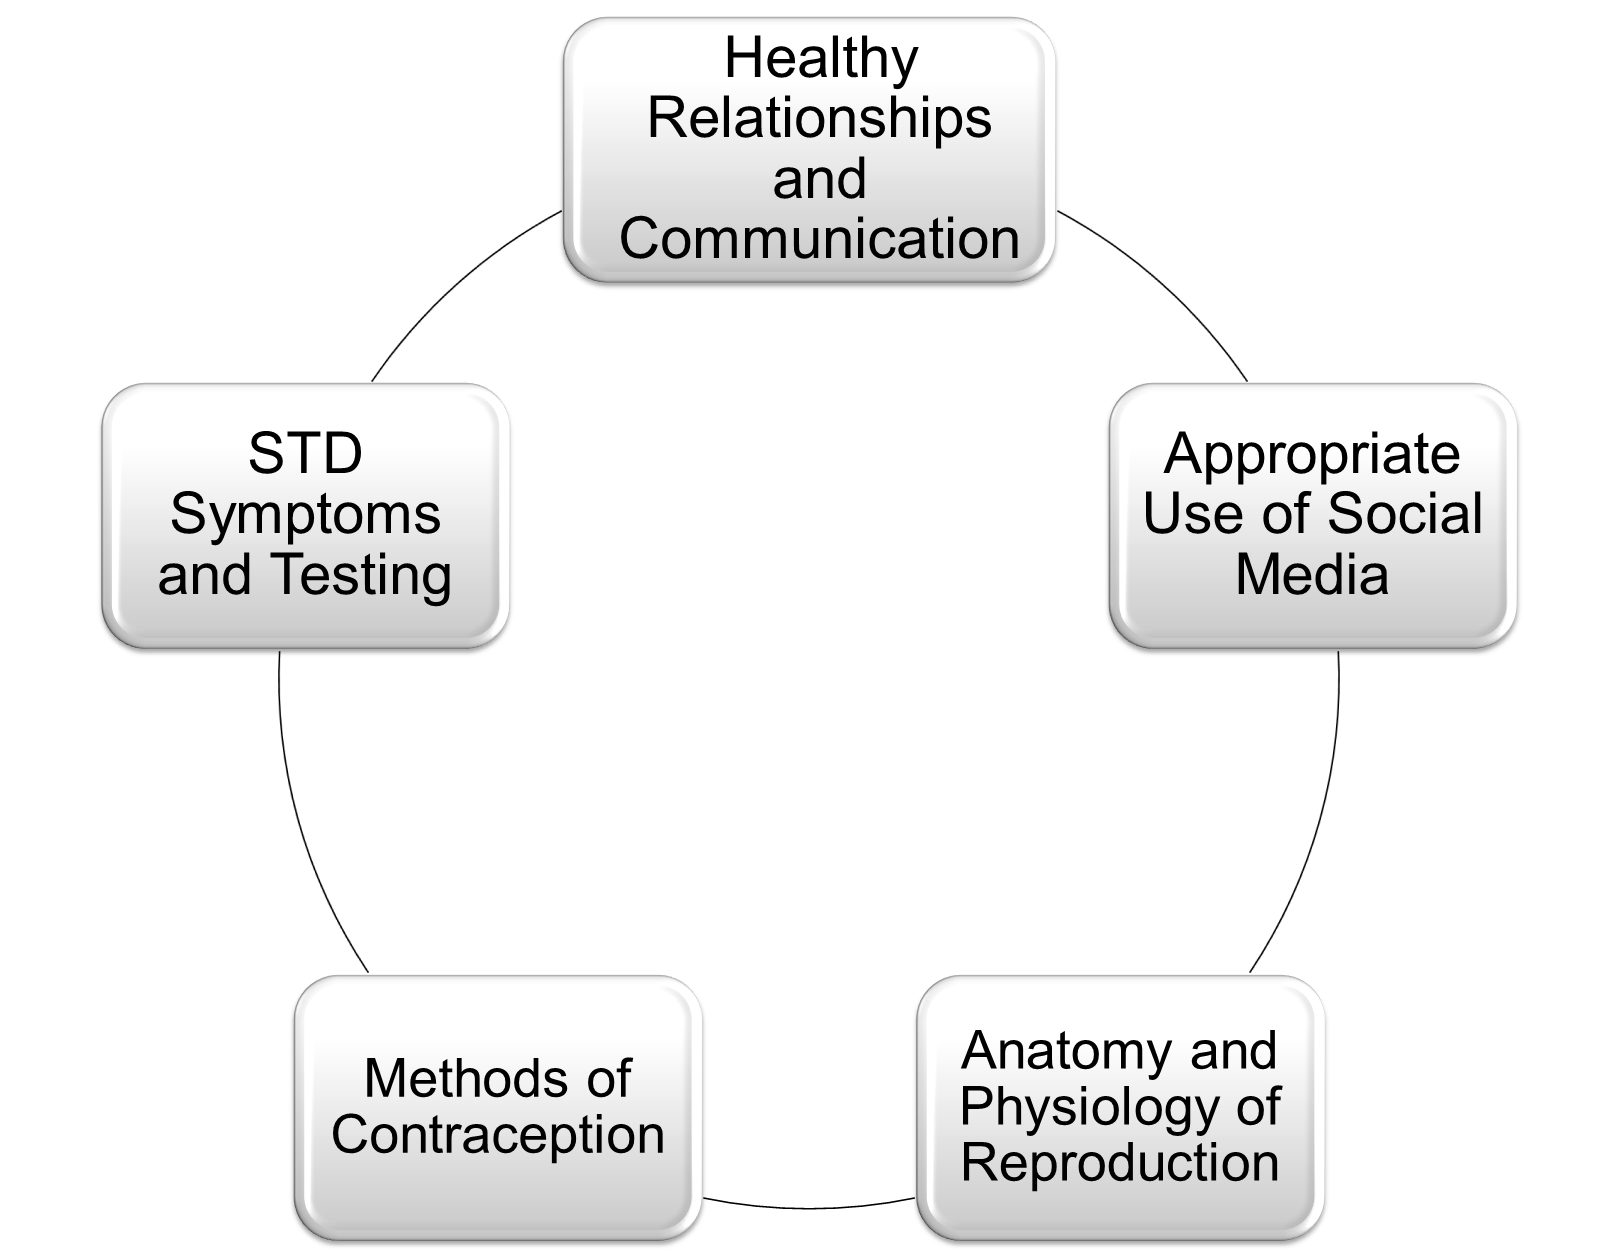 Healthy
Relationships
and
Communication
Appropriate
Use of Social
Media
Anatomy and
Physiology of
Reproduction
Methods of
Contraception
STD
Symptoms
and Testing